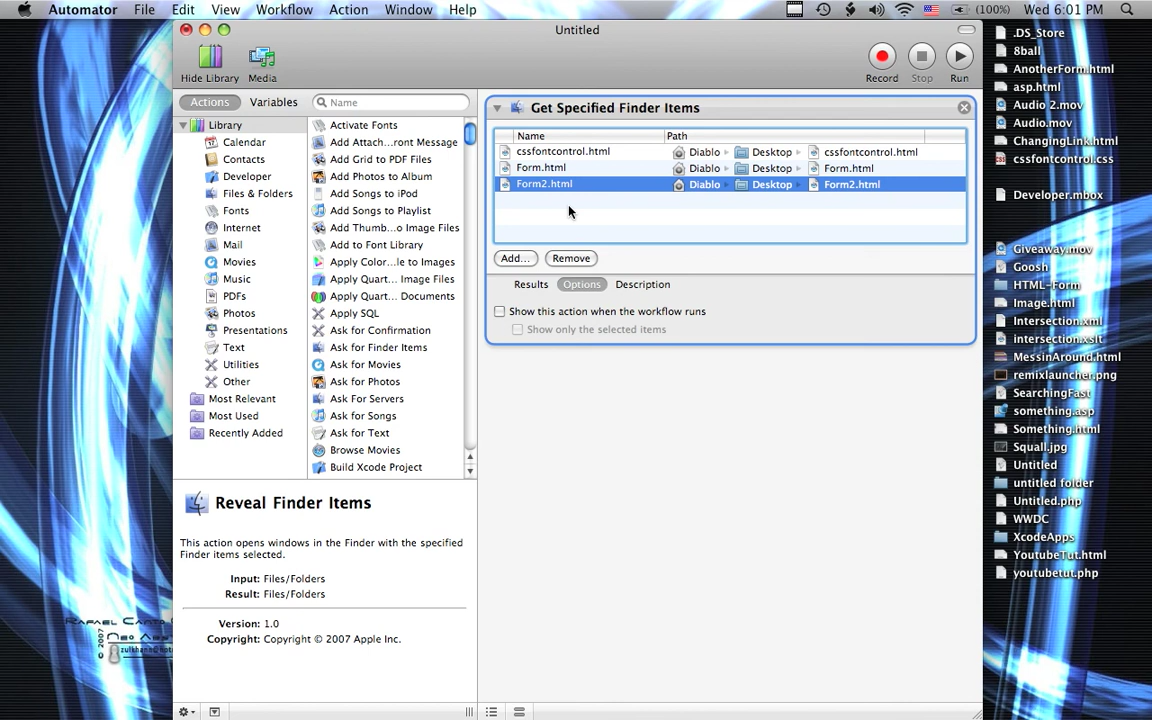 Automator File Edit View Workflow Action Window Help
(100%) Wed 6:01 PM
Untitled
Hide Library Media
Record Stop Run
Actions Variables Name
Library
Calendar
Contacts
Developer
Files & Folders
Fonts
Internet
Mail
Movies
Music
PDFs
Photos
Presentations
Text
Utilities
Other
Most Relevant
Most Used
Recently Added
Activate Fonts
Add Attach...ront Message
Add Grid to PDF Files
Add Photos to Album
Add Songs to iPod
Add Songs to Playlist
Add Thumb...o Image Files
Add to Font Library
Apply Color...le to Images
Apply Quart... Image Files
Apply Quart... Documents
Apply SQL
Ask for Confirmation
Ask for Finder Items
Ask for Movies
Ask for Photos
Ask For Servers
Ask for Songs
Ask for Text
Browse Movies
Build Xcode Project
Reveal Finder Items
This action opens windows in the Finder with the specified
Finder items selected.
Input: Files/Folders
Result: Files/Folders
Version: 1.0
Copyright: Copyright © 2007 Apple Inc.
Get Specified Finder Items
Name Path
cssfontcontrol.html Diablo Desktop cssfontcontrol.html
Form.html Diablo Desktop Form.html
Form2.html Diablo Desktop Form2.html
Add... Remove
Results Options Description
Show this action when the workflow runs
Show only the selected items
.DS_Store
8ball
AnotherForm.html
asp.html
Audio 2.mov
Audio.mov
ChangingLink.html
cssfontcontrol.css
Developer.mbox
Giveaway.mov
Goosh
HTML-Form
Image.html
Intersection.xml
intersection.xslt
MessinAround.html
remixlauncher.png
SearchingFast
something.asp
Something.html
Squall.jpg
Untitled
untitled folder
Untitled.php
WWDC
XcodeApps
YoutubeTut.html
youtubetut.php
Rafael Canto
© 2007